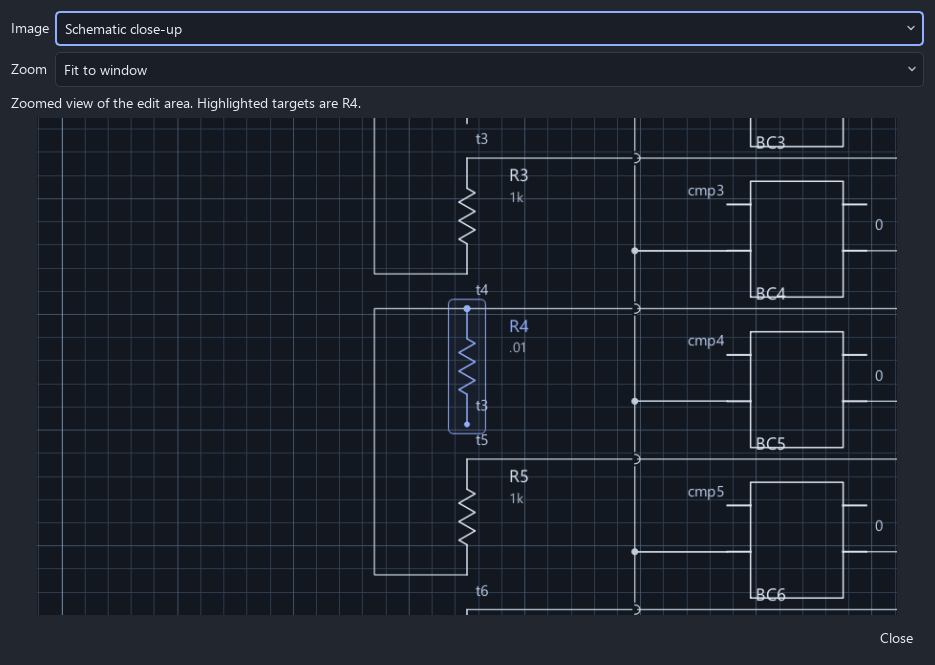 Image
Schematic close-up
Zoom
Fit to window
Zoomed view of the edit area. Highlighted targets are R4.
t3
BC3
R3
1k
cmp3
0
t4
BC4
R4
.01
cmp4
0
t3
t5
BC5
R5
1k
cmp5
0
t6
BC6
Close